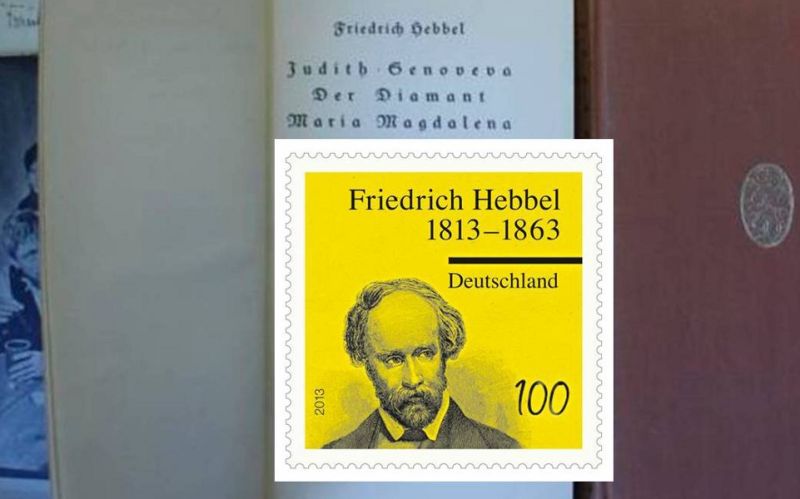 Friedrich Hebbel
Judith · Genoveva
Der Diamant
Maria Magdalena
Friedrich Hebbel
1813–1863
Deutschland
2013
100